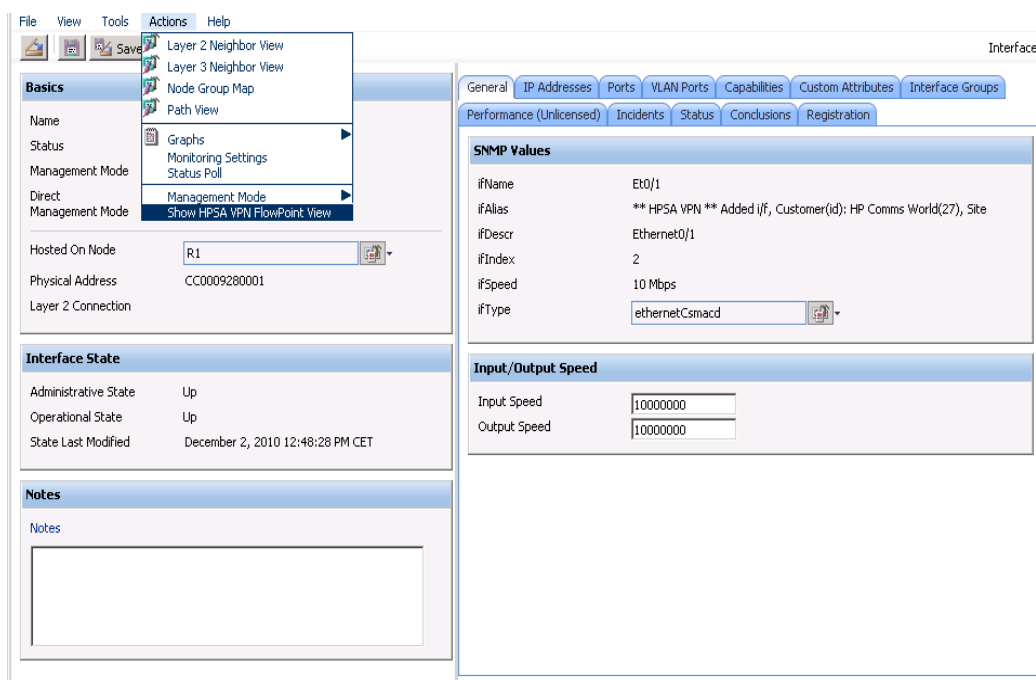 File View Tools Actions Help
Save
Interface
Layer 2 Neighbor View
Layer 3 Neighbor View
Node Group Map
Path View
Graphs
Monitoring Settings
Status Poll
Management Mode
Show HPSA VPN FlowPoint View
Basics
Name
Status
Management Mode
Direct
Management Mode
Hosted On Node R1
Physical Address CC0009280001
Layer 2 Connection
Interface State
Administrative State Up
Operational State Up
State Last Modified December 2, 2010 12:48:28 PM CET
Notes
Notes
General IP Addresses Ports VLAN Ports Capabilities Custom Attributes Interface Groups
Performance (Unlicensed) Incidents Status Conclusions Registration
SNMP Values
ifName Et0/1
ifAlias ** HPSA VPN ** Added i/f, Customer(id): HP Comms World(27), Site
ifDescr Ethernet0/1
ifIndex 2
ifSpeed 10 Mbps
ifType ethernetCsmacd
Input/Output Speed
Input Speed 10000000
Output Speed 10000000